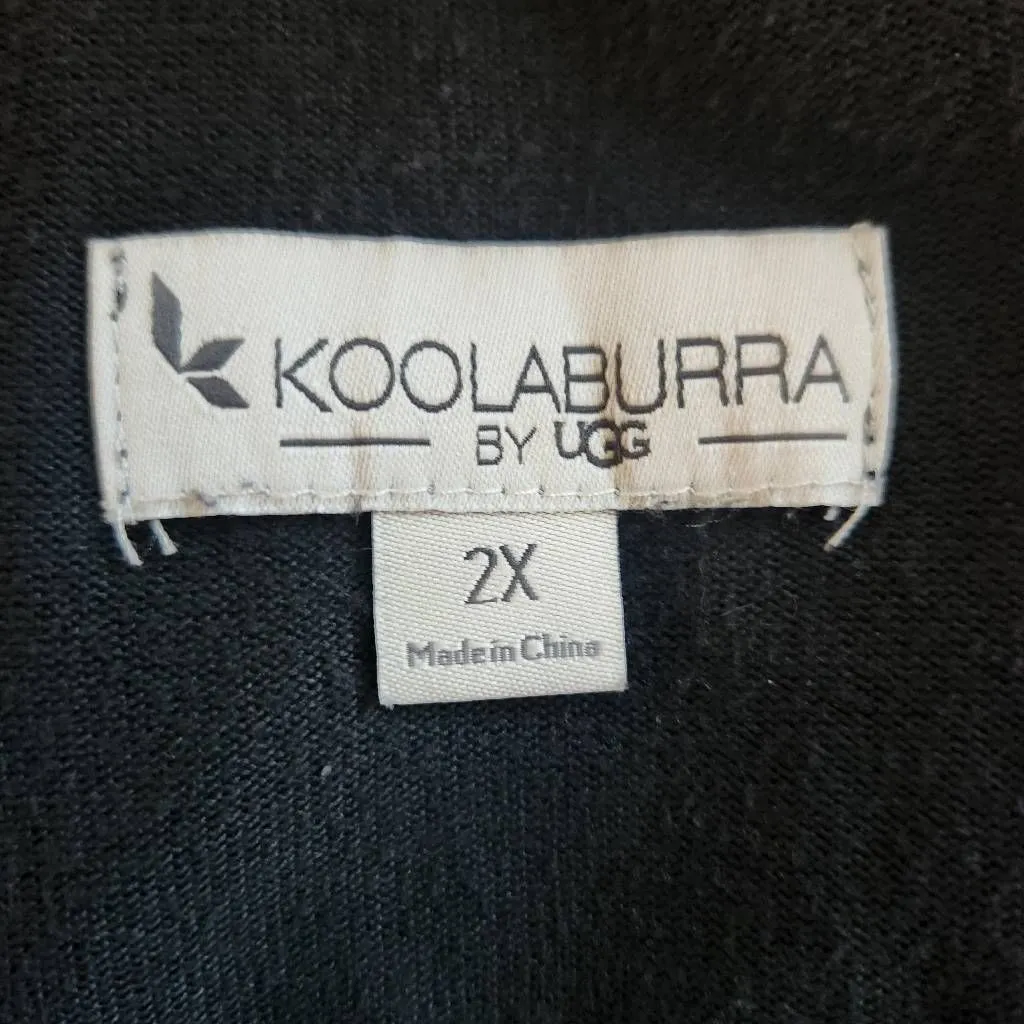 KOOLABURRA
BY UGG
2X
Made in China